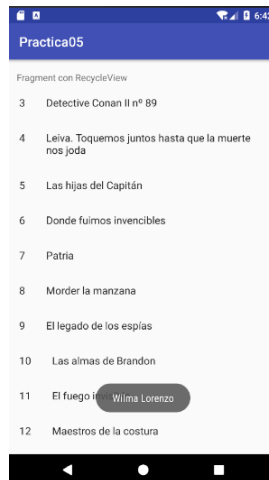 6:42
Practica05
Fragment con RecycleView
3 Detective Conan II nº 89
4 Leiva. Toquemos juntos hasta que la muerte
nos joda
5 Las hijas del Capitán
6 Donde fuimos invencibles
7 Patria
8 Morder la manzana
9 El legado de los espías
10 Las almas de Brandon
11 El fuego
Wilma Lorenzo
12 Maestros de la costura